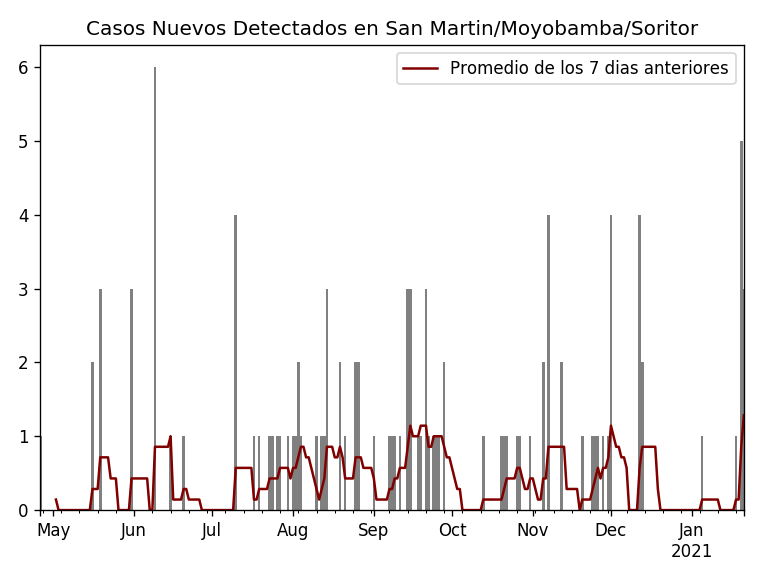 Casos Nuevos Detectados en San Martin/Moyobamba/Soritor
Promedio de los 7 dias anteriores
6
5
4
3
2
1
0
May Jun Jul Aug Sep Oct Nov Dec Jan
2021